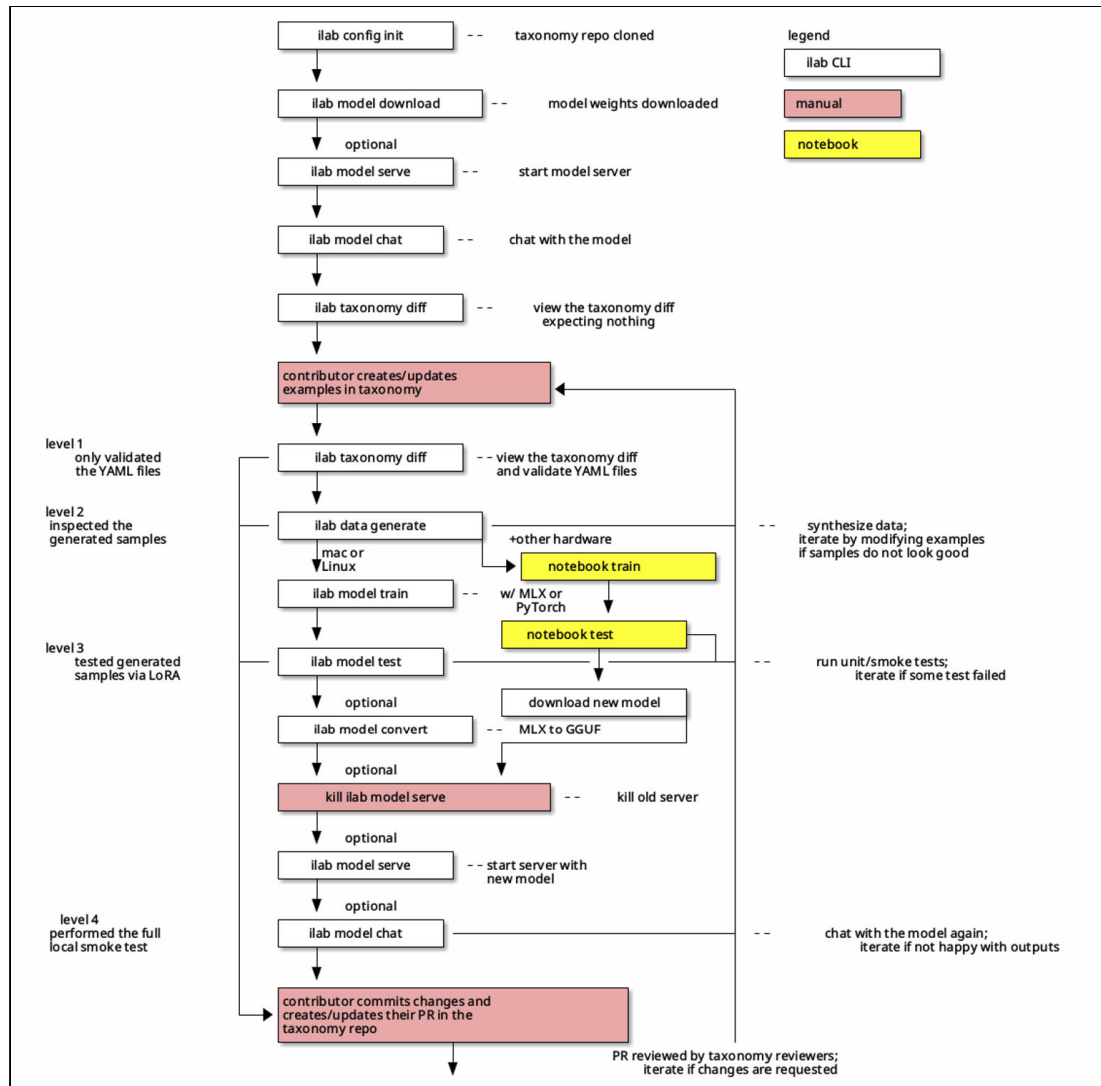 ilab config init
-- taxonomy repo cloned
legend
ilab CLI
manual
notebook
ilab model download
-- model weights downloaded
optional
ilab model serve
-- start model server
ilab model chat
-- chat with the model
ilab taxonomy diff
-- view the taxonomy diff
expecting nothing
contributor creates/updates
examples in taxonomy
level 1
only validated
the YAML files
ilab taxonomy diff
-- view the taxonomy diff
and validate YAML files
level 2
inspected the
generated samples
ilab data generate
-- synthesize data;
iterate by modifying examples
if samples do not look good
mac or
Linux
+other hardware
notebook train
ilab model train
-- w/ MLX or
PyTorch
notebook test
level 3
tested generated
samples via LoRA
ilab model test
-- run unit/smoke tests;
iterate if some test failed
optional
download new model
ilab model convert
-- MLX to GGUF
optional
kill ilab model serve
-- kill old server
optional
ilab model serve
-- start server with
new model
optional
level 4
performed the full
local smoke test
ilab model chat
-- chat with the model again;
iterate if not happy with outputs
contributor commits changes and
creates/updates their PR in the
taxonomy repo
PR reviewed by taxonomy reviewers;
iterate if changes are requested